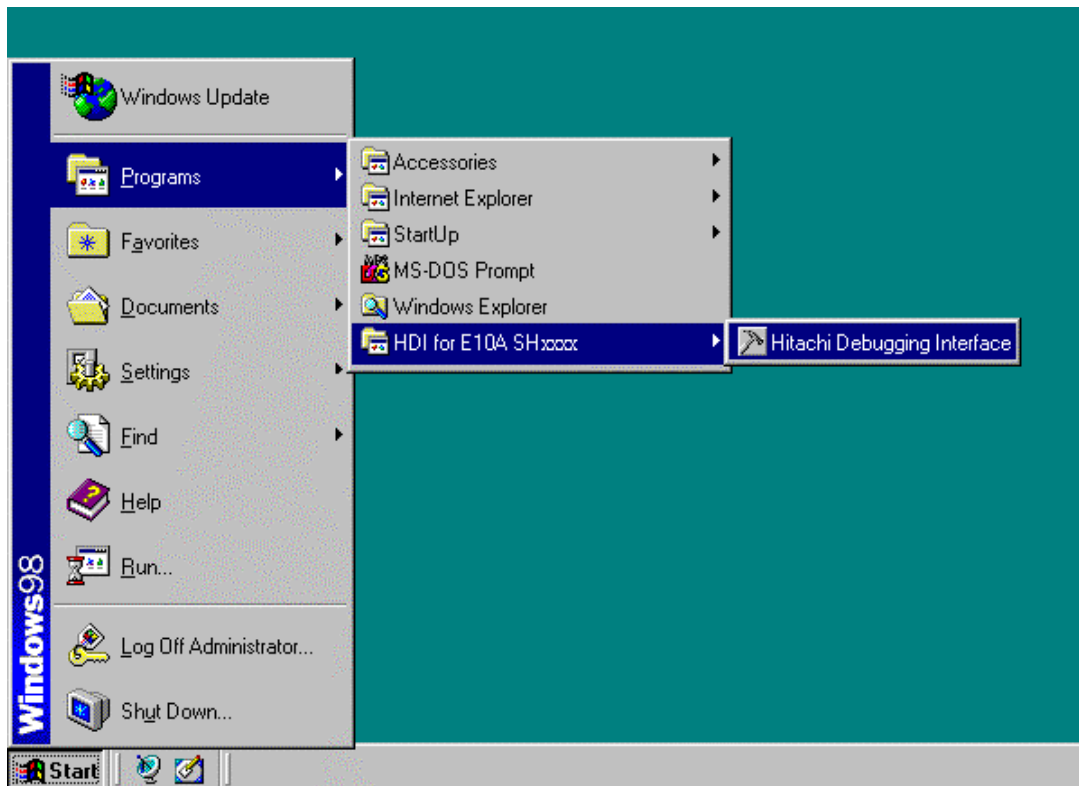 Windows Update
Programs
Favorites
Documents
Settings
Find
Help
Run...
Log Off Administrator...
Shut Down...
Windows98
Accessories
Internet Explorer
StartUp
MS-DOS Prompt
Windows Explorer
HDI for E10A SHxxxx
Hitachi Debugging Interface
Start